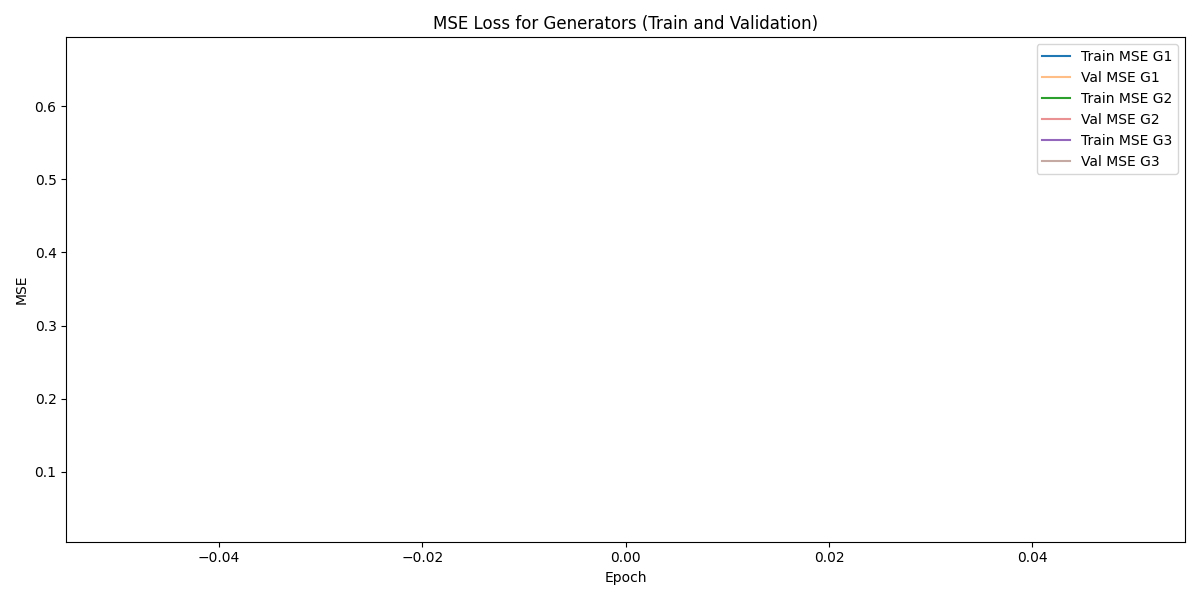 MSE Loss for Generators (Train and Validation)
Train MSE G1
Val MSE G1
Train MSE G2
Val MSE G2
Train MSE G3
Val MSE G3
0.6
0.5
0.4
0.3
0.2
0.1
MSE
−0.04
−0.02
0.00
0.02
0.04
Epoch